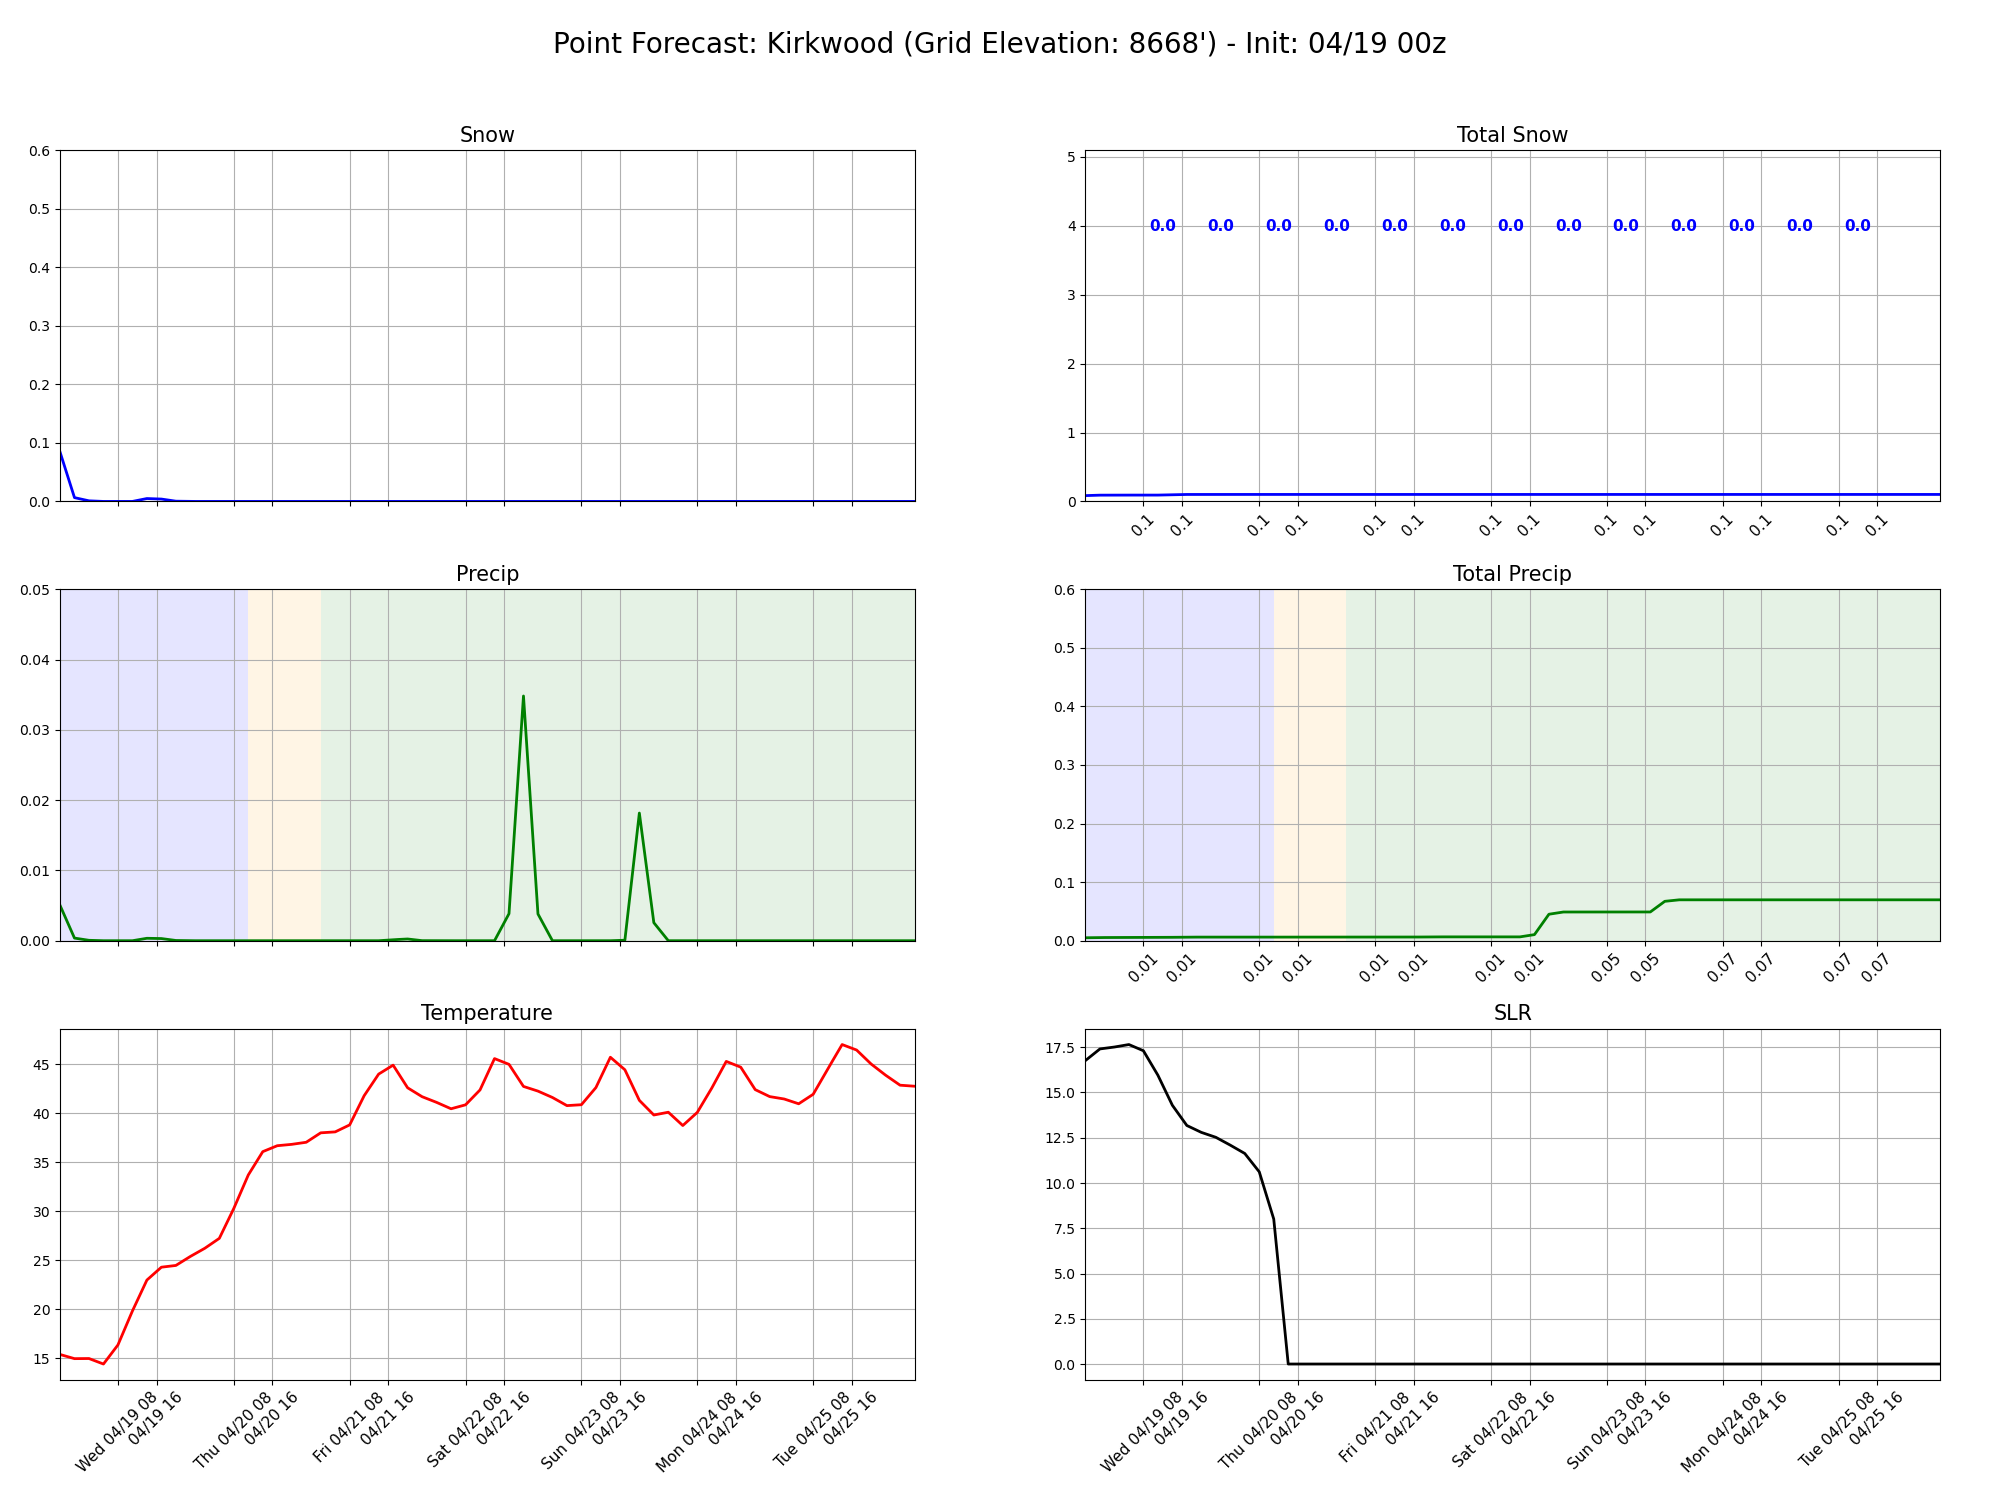 Point Forecast: Kirkwood (Grid Elevation: 8668') - Init: 04/19 00z
Snow
0.6
0.5
0.4
0.3
0.2
0.1
0.0
Total Snow
5
4
3
2
1
0
0.0 0.0 0.0 0.0 0.0 0.0 0.0 0.0 0.0 0.0 0.0 0.0 0.0
0.1 0.1 0.1 0.1 0.1 0.1 0.1 0.1 0.1 0.1 0.1 0.1 0.1 0.1
Precip
0.05
0.04
0.03
0.02
0.01
0.00
Total Precip
0.6
0.5
0.4
0.3
0.2
0.1
0.0
0.01 0.01 0.01 0.01 0.01 0.01 0.01 0.01 0.05 0.05 0.07 0.07 0.07 0.07
Temperature
45
40
35
30
25
20
15
Wed 04/19 08
04/19 16
Thu 04/20 08
04/20 16
Fri 04/21 08
04/21 16
Sat 04/22 08
04/22 16
Sun 04/23 08
04/23 16
Mon 04/24 08
04/24 16
Tue 04/25 08
04/25 16
SLR
17.5
15.0
12.5
10.0
7.5
5.0
2.5
0.0
Wed 04/19 08
04/19 16
Thu 04/20 08
04/20 16
Fri 04/21 08
04/21 16
Sat 04/22 08
04/22 16
Sun 04/23 08
04/23 16
Mon 04/24 08
04/24 16
Tue 04/25 08
04/25 16